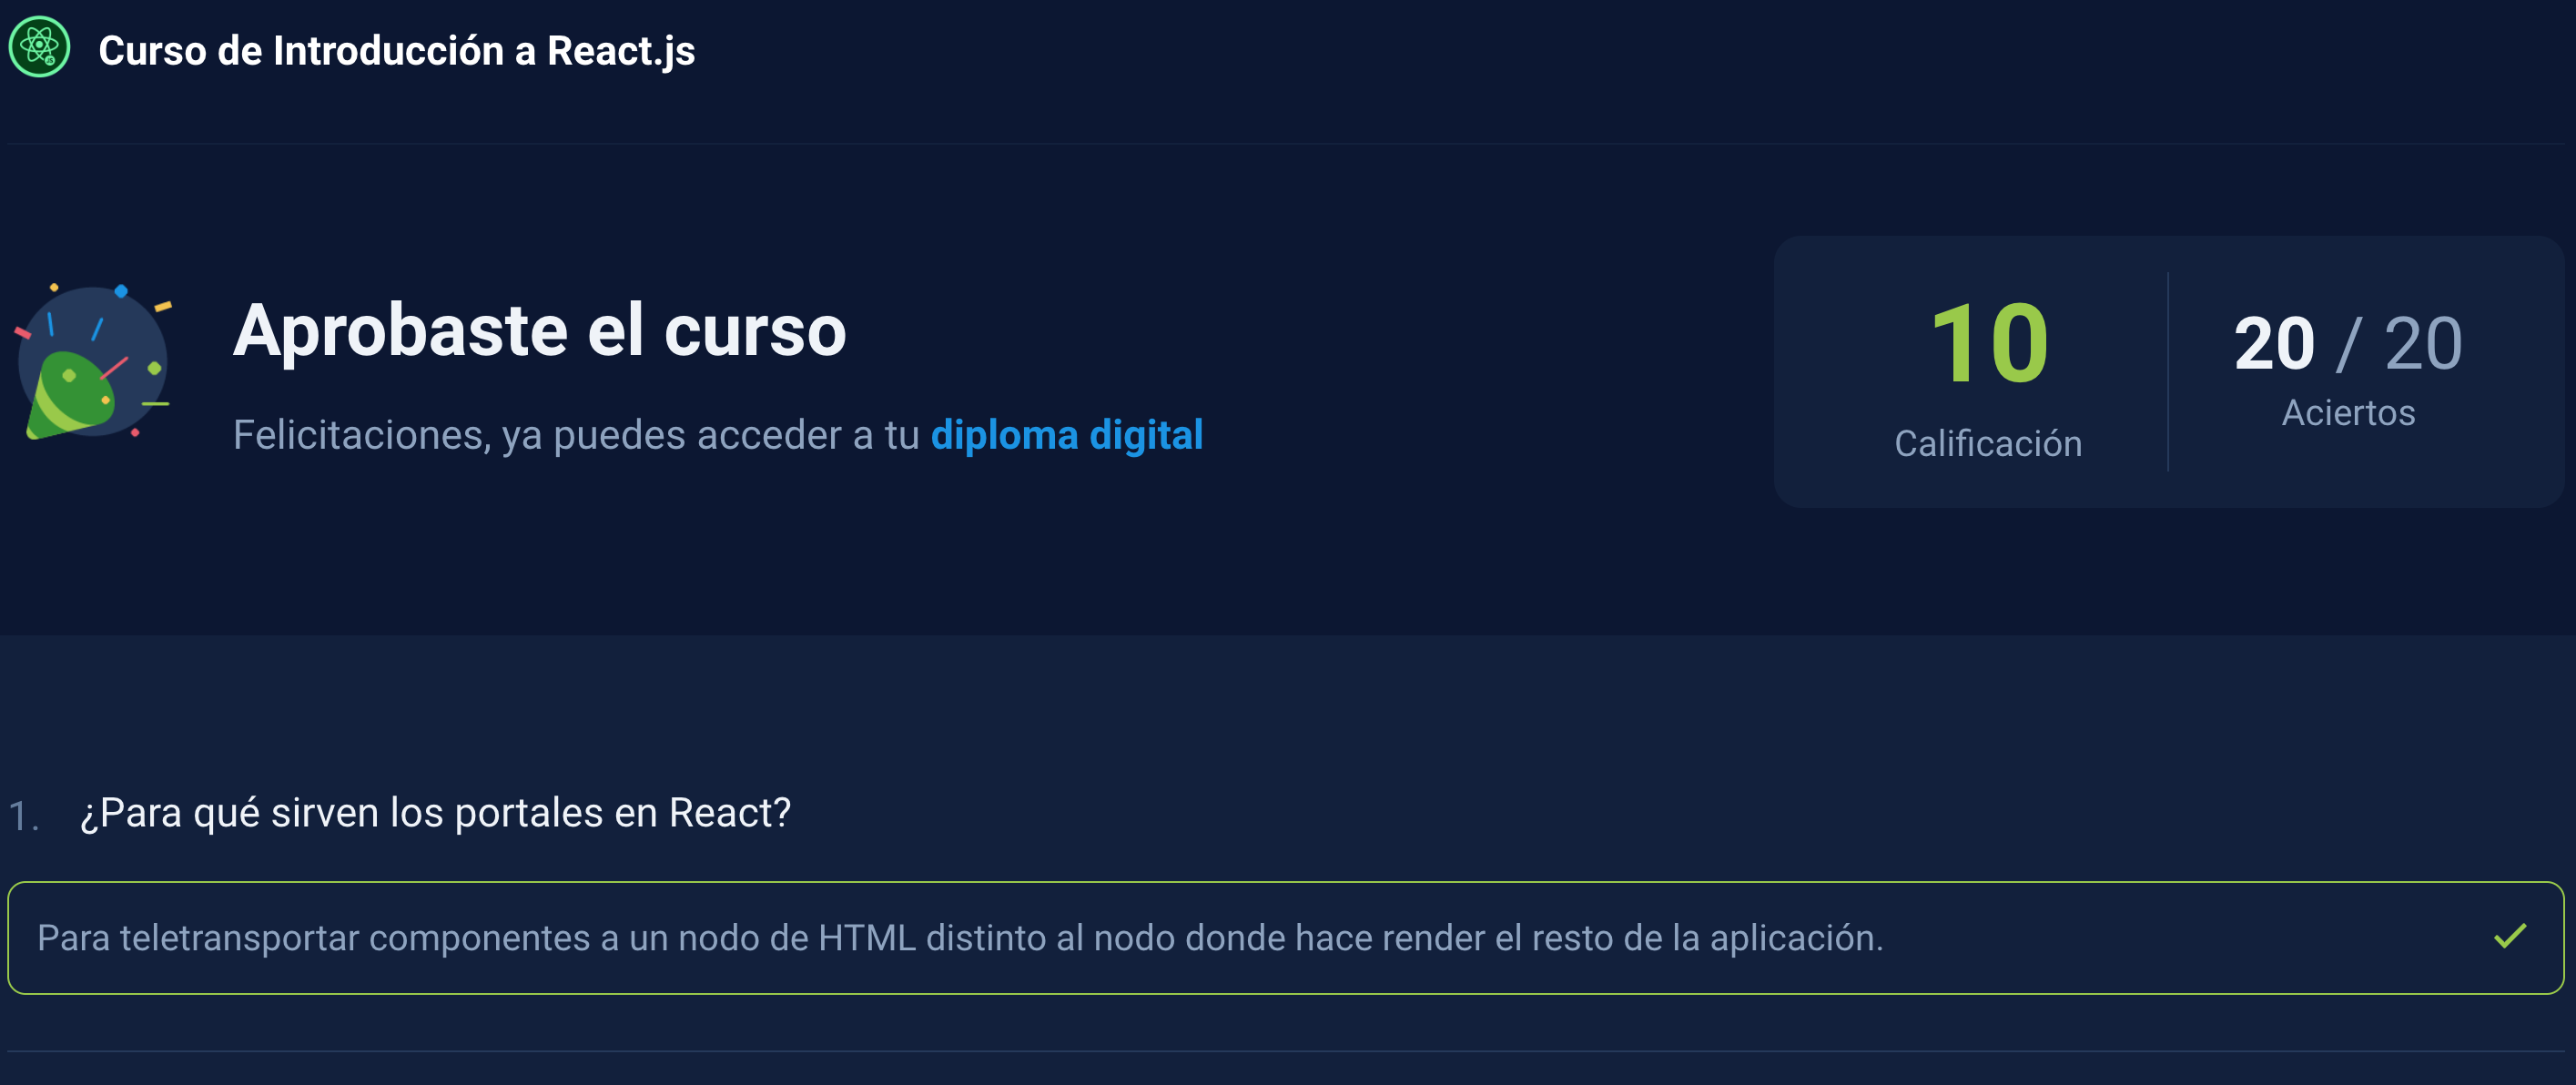 Curso de Introducción a React.js
Aprobaste el curso
Felicitaciones, ya puedes acceder a tu diploma digital
10
Calificación
20 / 20
Aciertos
1. ¿Para qué sirven los portales en React?
Para teletransportar componentes a un nodo de HTML distinto al nodo donde hace render el resto de la aplicación.